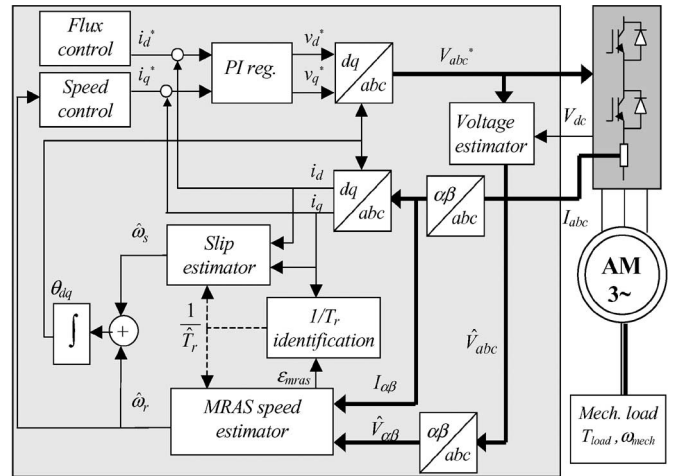 Flux
control
i_d*
v_d*
dq
abc
V_abc*
Speed
control
i_q*
PI reg.
v_q*
Voltage
estimator
V_dc
i_d
i_q
dq
abc
αβ
abc
I_abc
ω̂_s
Slip
estimator
AM
3~
θ_dq
∫
+
1
T̂_r
1/T_r
identification
V̂_abc
ε_mras
I_αβ
ω̂_r
MRAS speed
estimator
V̂_αβ
αβ
abc
Mech. load
T_load , ω_mech